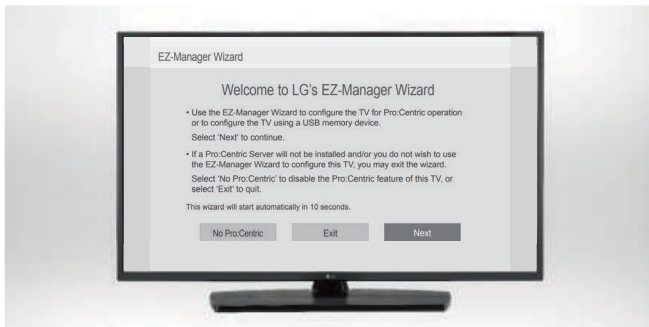 EZ-Manager Wizard
Welcome to LG's EZ-Manager Wizard
• Use the EZ-Manager Wizard to configure the TV for Pro:Centric operation
or to configure the TV using a USB memory device.
Select 'Next' to continue.
• If a Pro:Centric Server will not be installed and/or you do not wish to use
the EZ-Manager Wizard to configure this TV, you may exit the wizard.
Select 'No Pro:Centric' to disable the Pro:Centric feature of this TV, or
select 'Exit' to quit.
This wizard will start automatically in 10 seconds.
No Pro:Centric Exit Next